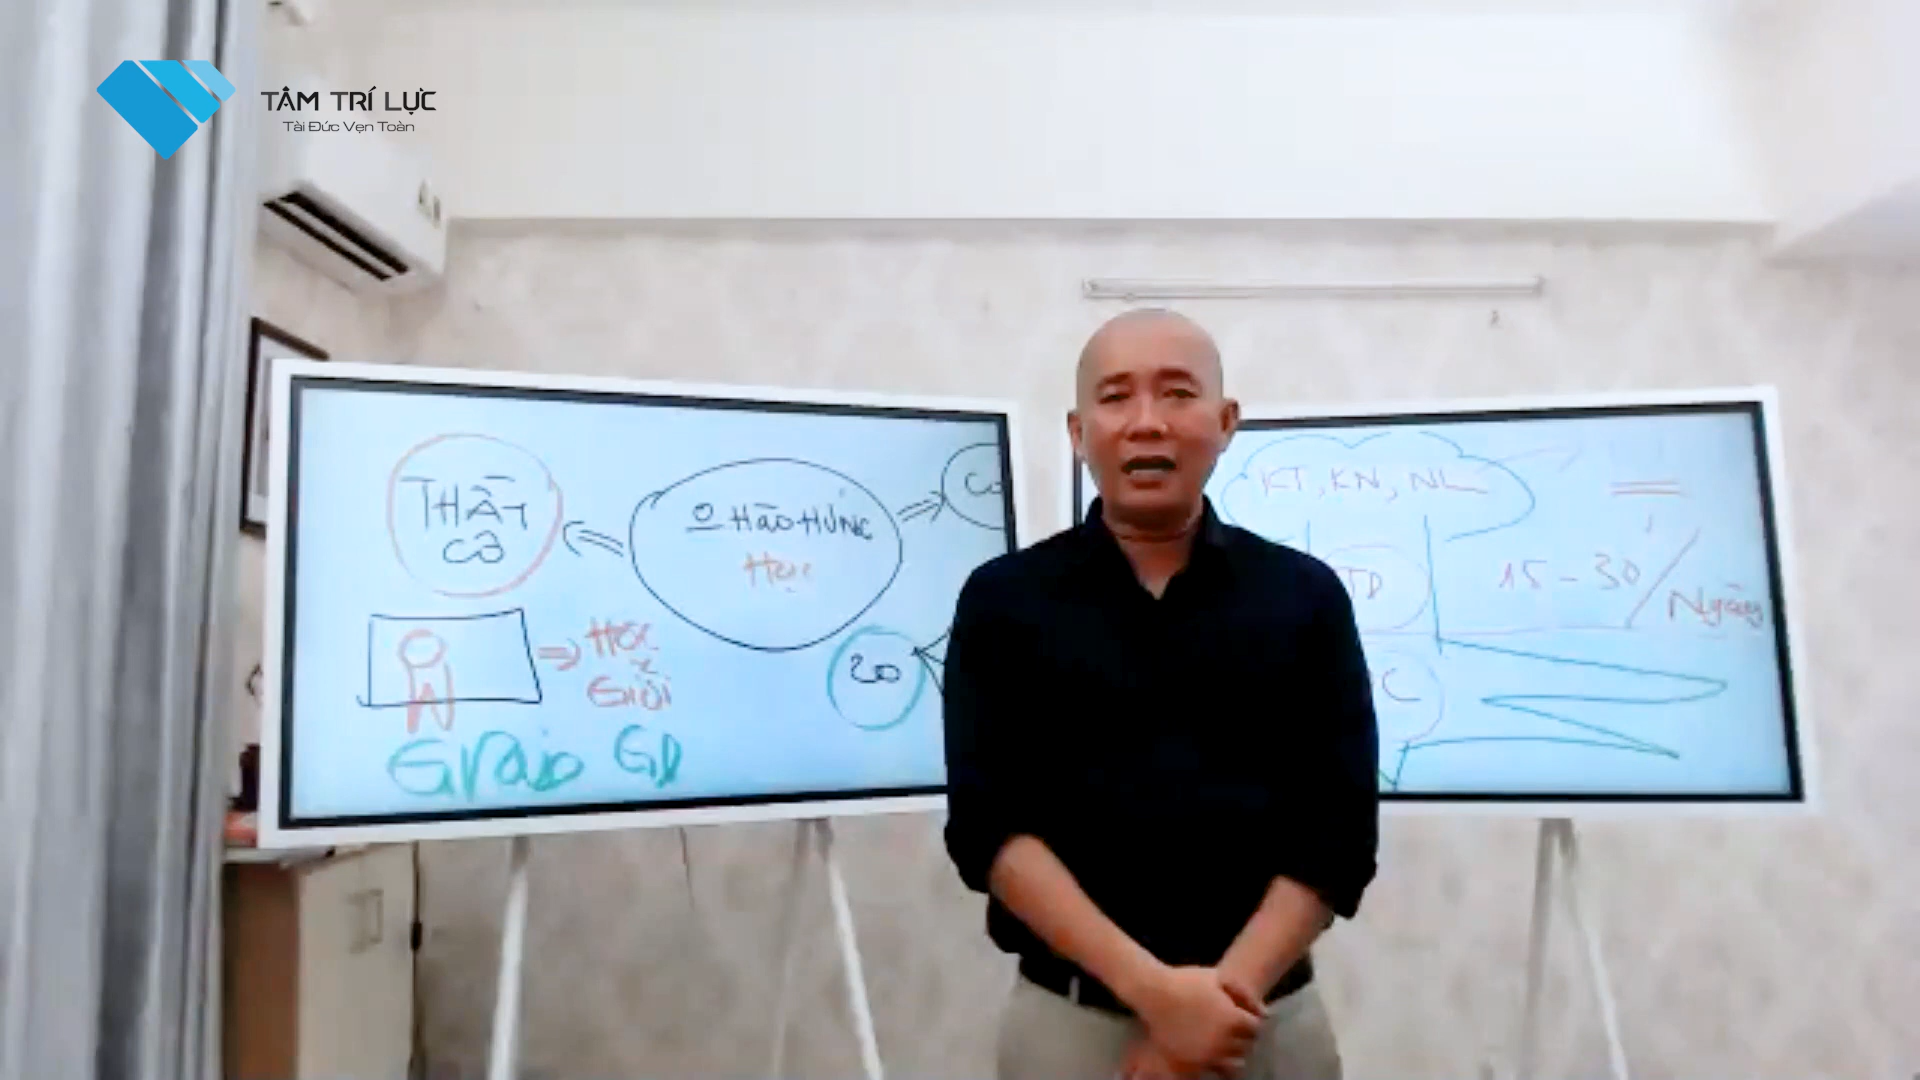 TÂM TRÍ LỰC
Tài Đức Vẹn Toàn
THẦY
CÔ
O HÀO HỨNG
Học
Học
Giỏi
KT, KN, NL
TD
15 - 30'/Ngày
C